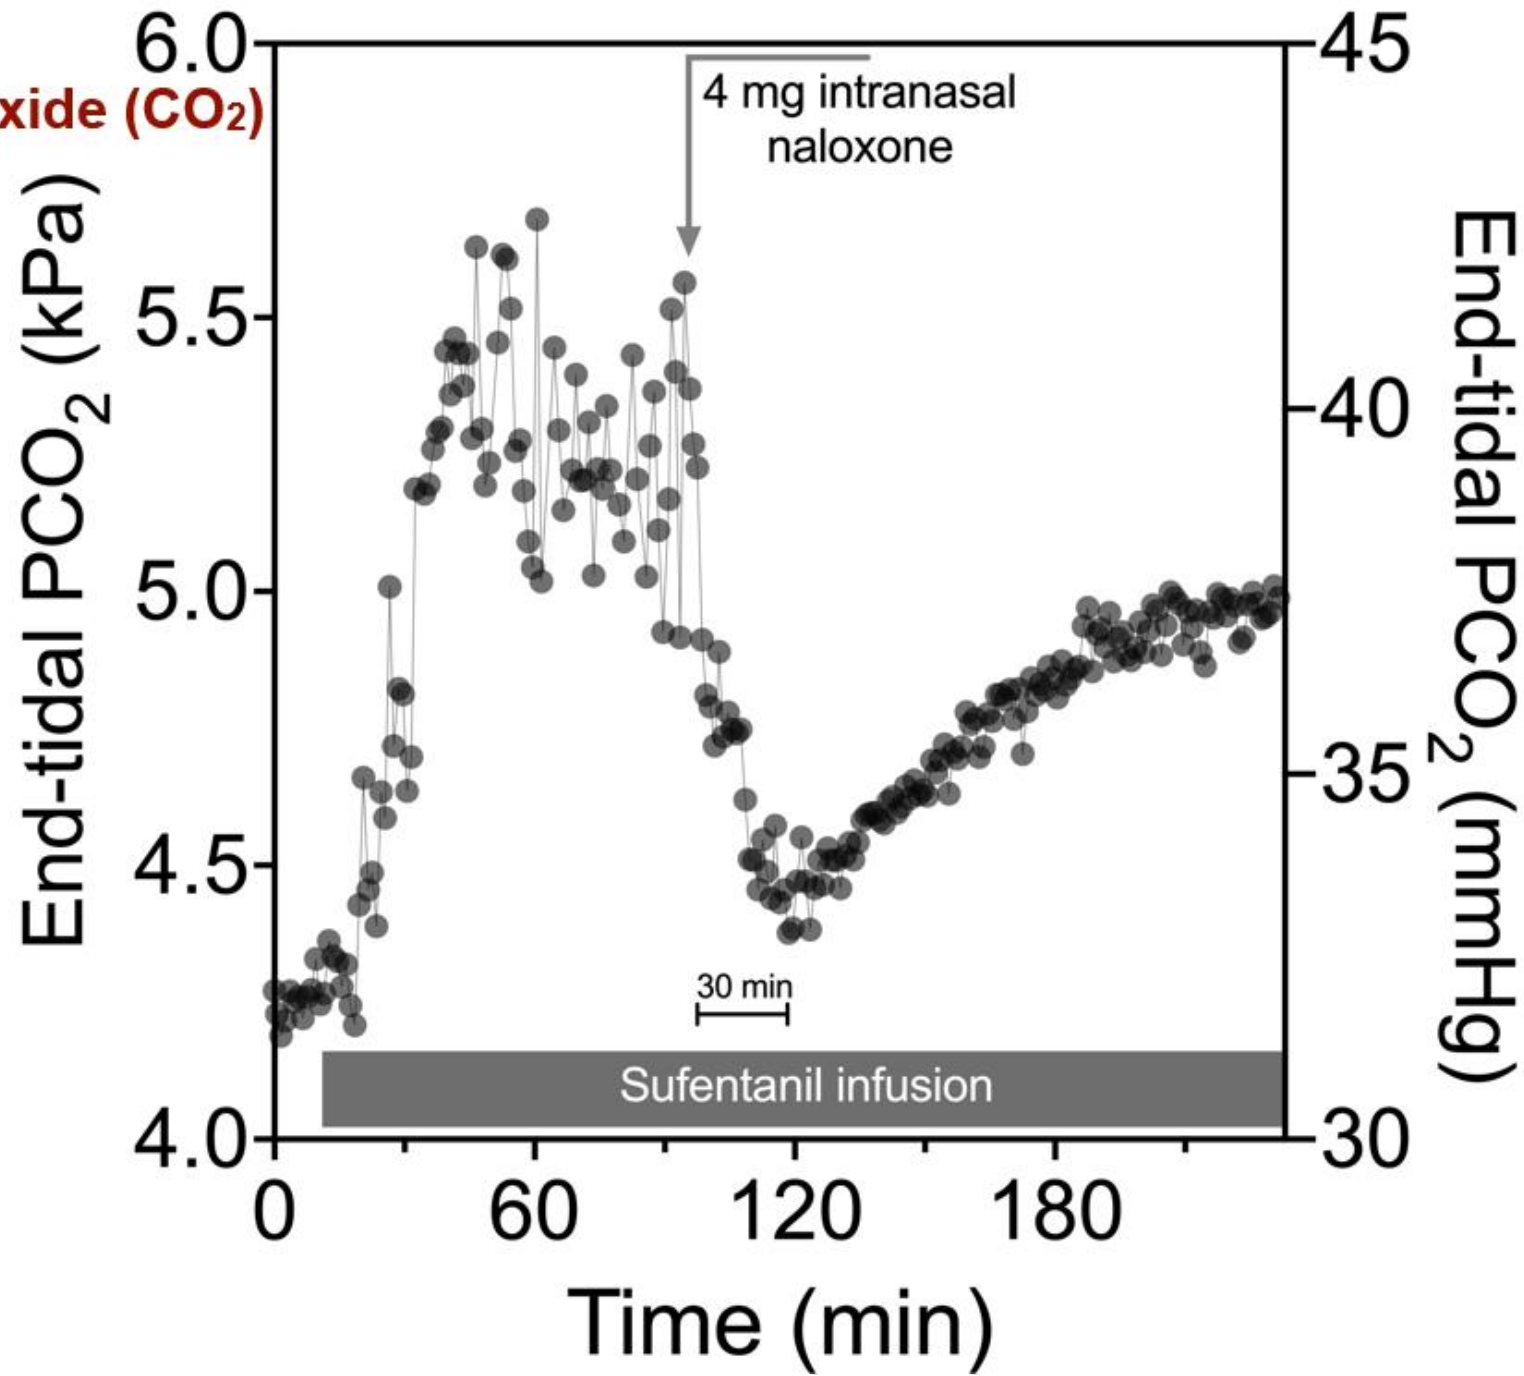 6.0
45
xide (CO₂)
4 mg intranasal
naloxone
End-tidal PCO₂ (kPa)
End-tidal PCO₂ (mmHg)
5.5
40
5.0
35
4.5
30 min
Sufentanil infusion
4.0
30
0 60 120 180
Time (min)